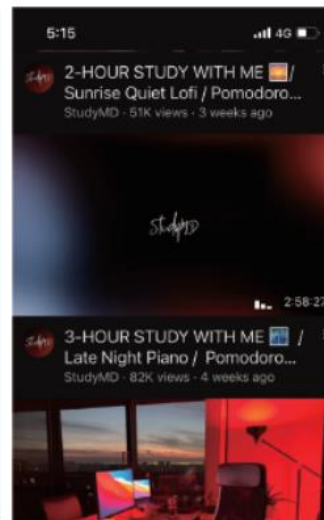 5:15 4G
2-HOUR STUDY WITH ME 🌅/
Sunrise Quiet Lofi / Pomodoro...
StudyMD · 51K views · 3 weeks ago
StudyMD
2:58:27
StudyMD
3-HOUR STUDY WITH ME 🌃 /
Late Night Piano / Pomodoro...
StudyMD · 82K views · 4 weeks ago